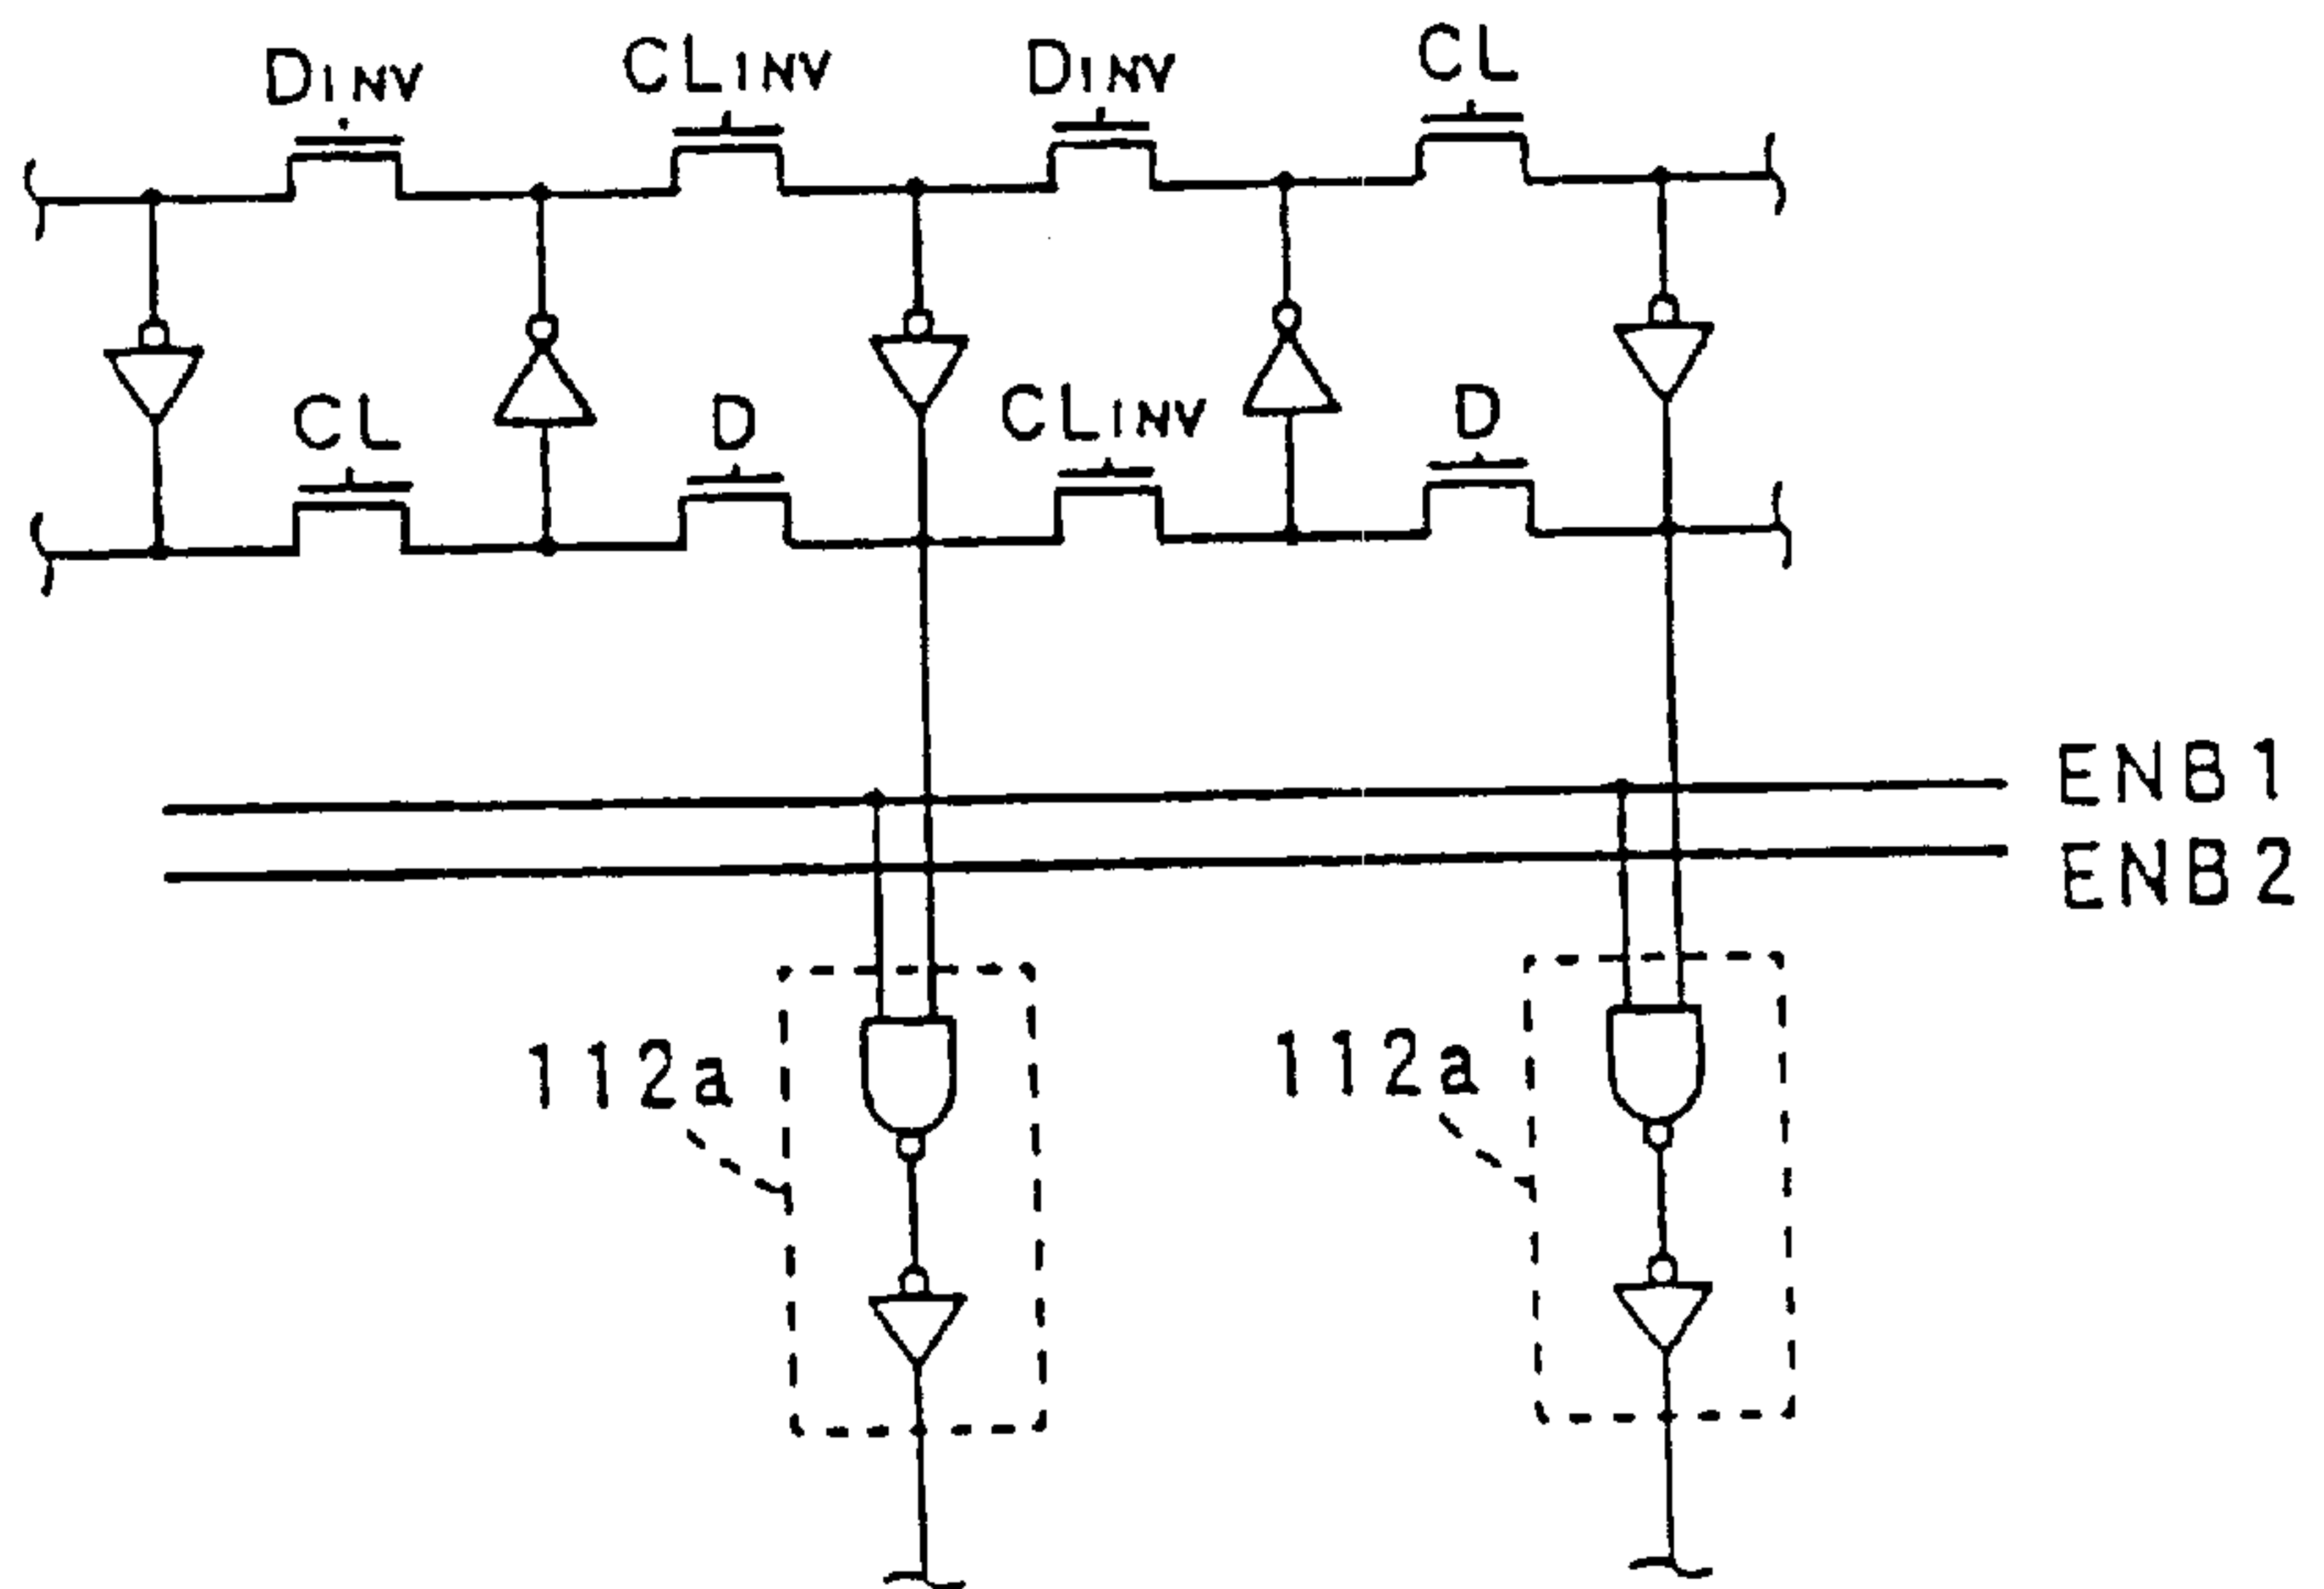 DINV CLINV DINV CL
CL D CLINV D
ENB1
ENB2
112a 112a